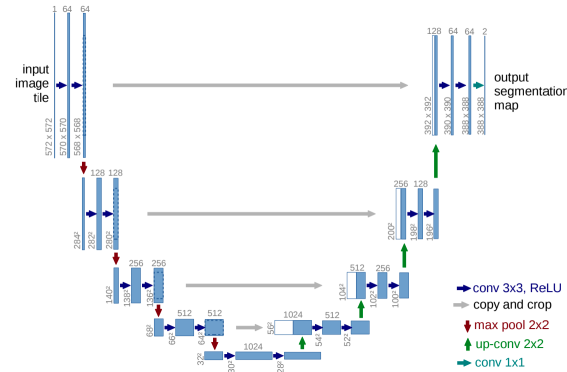 1 64 64
128 64 64 2
input
image
tile
output
segmentation
map
572 x 572
570 x 570
568 x 568
392 x 392
390 x 390
388 x 388
388 x 388
128 128
256 128
284²
282²
280²
200²
198²
196²
256 256
512 256
140²
138²
136²
104²
102²
100²
512 512
1024 512
68²
66²
64²
56²
54²
52²
1024
32²
30²
28²
conv 3x3, ReLU
copy and crop
max pool 2x2
up-conv 2x2
conv 1x1